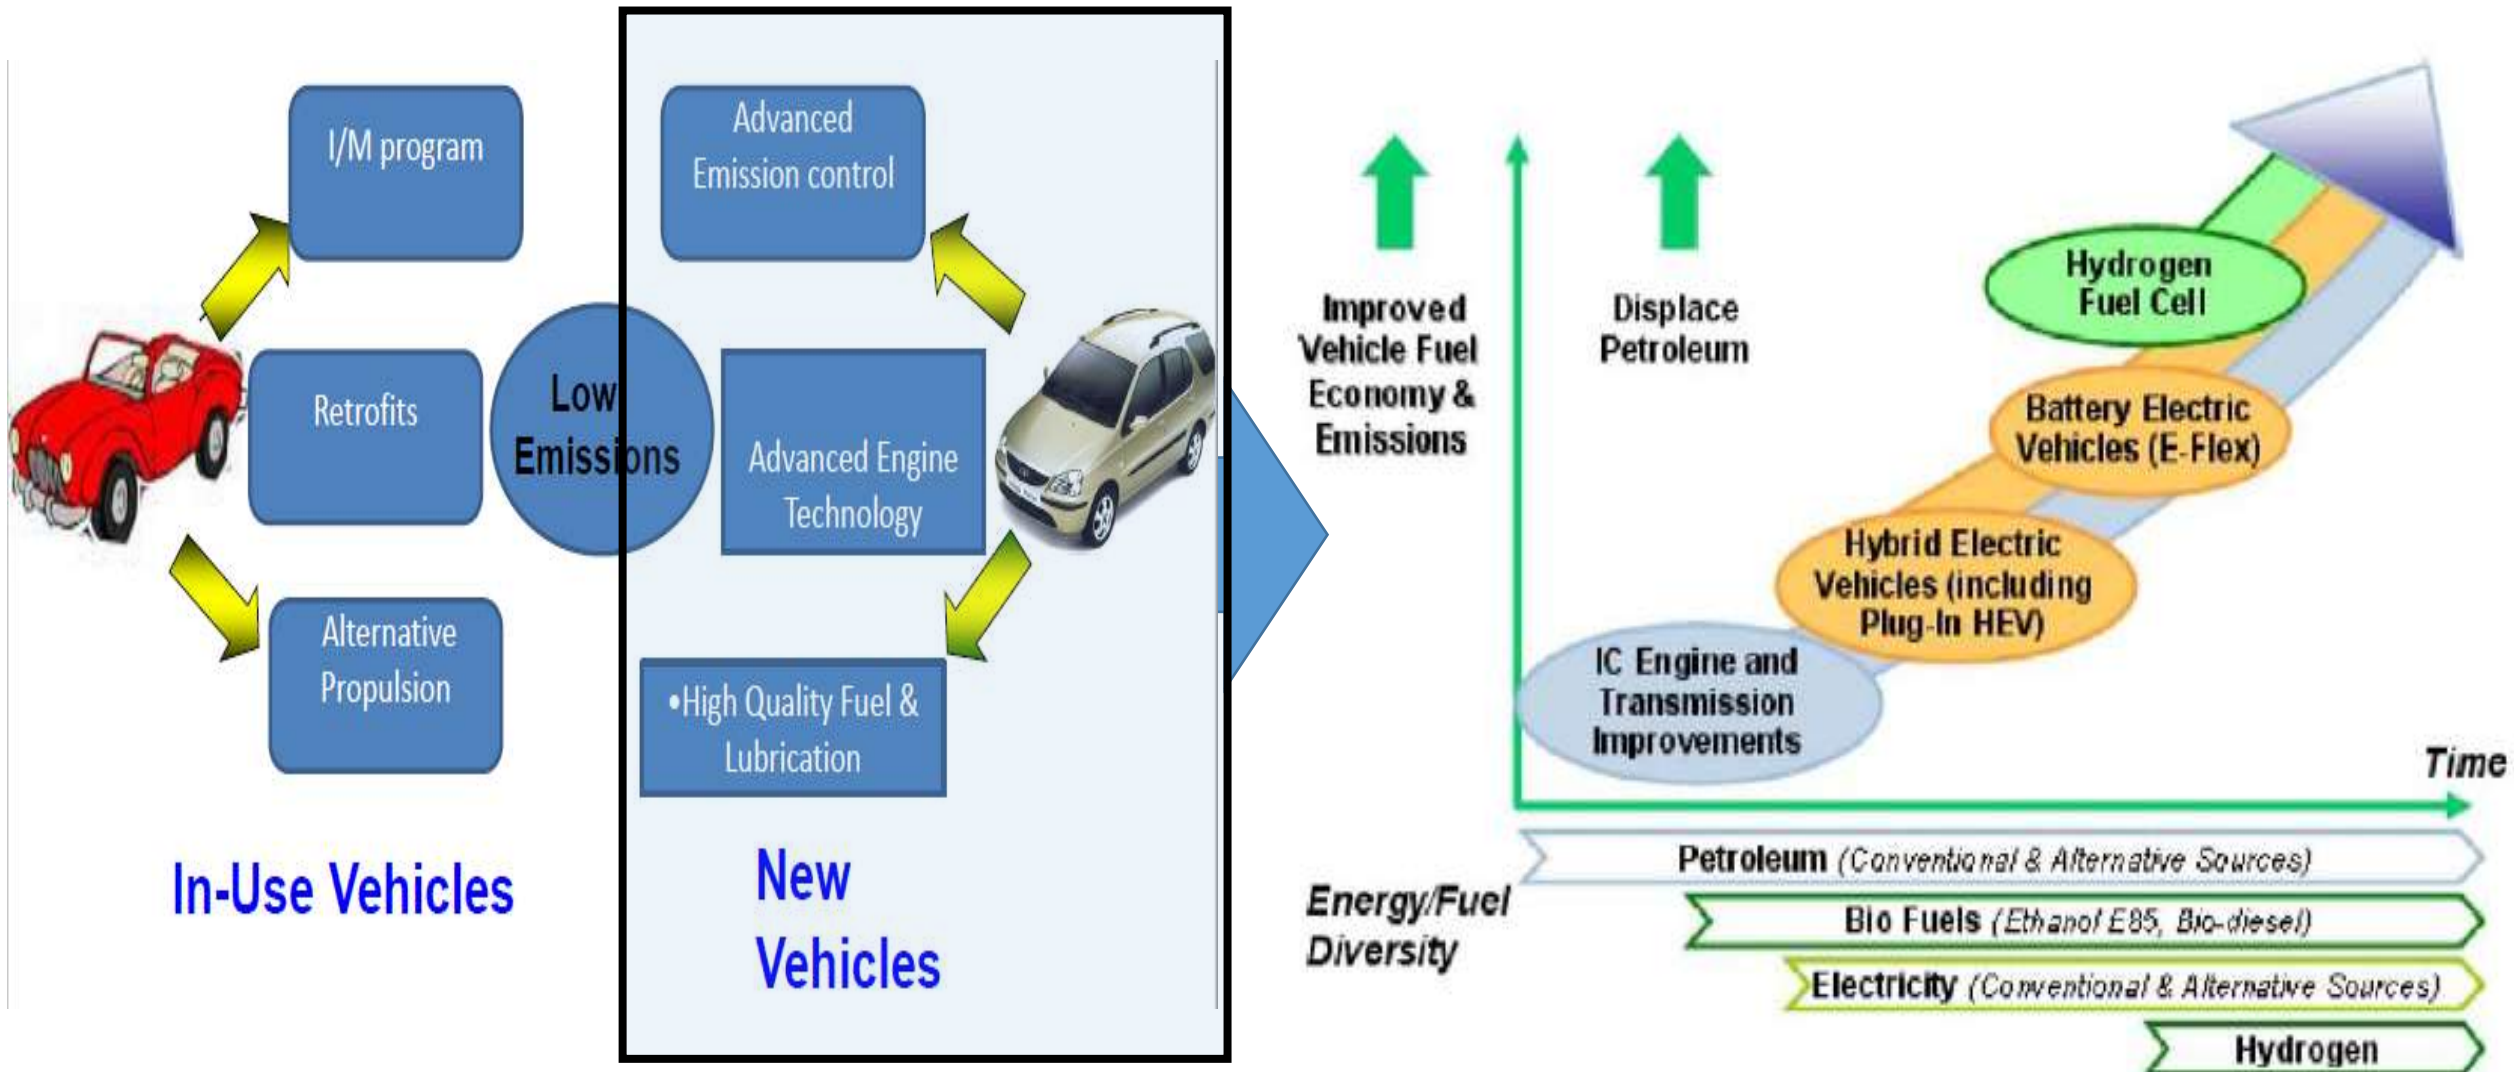 I/M program
Retrofits
Alternative
Propulsion
Low
Emissions
In-Use Vehicles
Advanced
Emission control
Advanced Engine
Technology
•High Quality Fuel &
Lubrication
New
Vehicles
Improved
Vehicle Fuel
Economy &
Emissions
Displace
Petroleum
Hydrogen
Fuel Cell
Battery Electric
Vehicles (E-Flex)
Hybrid Electric
Vehicles (including
Plug-In HEV)
IC Engine and
Transmission
Improvements
Time
Energy/Fuel
Diversity
Petroleum (Conventional & Alternative Sources)
Bio Fuels (Ethanol E85, Bio-diesel)
Electricity (Conventional & Alternative Sources)
Hydrogen